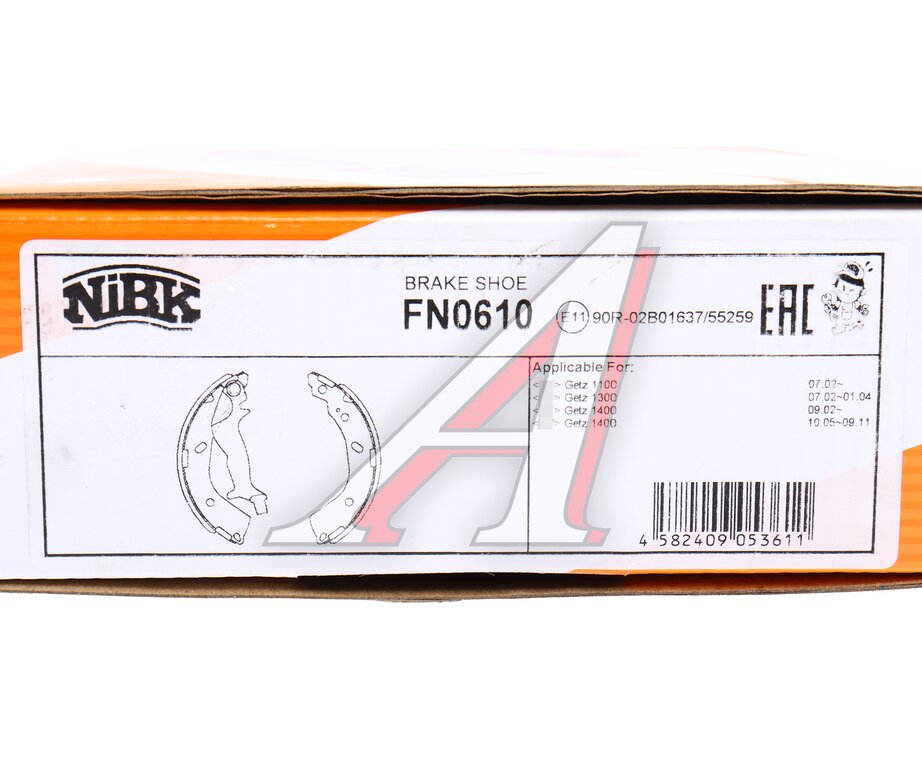 NiBK
BRAKE SHOE
FN0610
E11 90R-02B01637/55259
EAC
Applicable For:
< > Getz 1100 07.02~
< > Getz 1300 07.02~01.04
< > Getz 1400 09.02~
< > Getz 1400 10.05~09.11
4 582409 053611